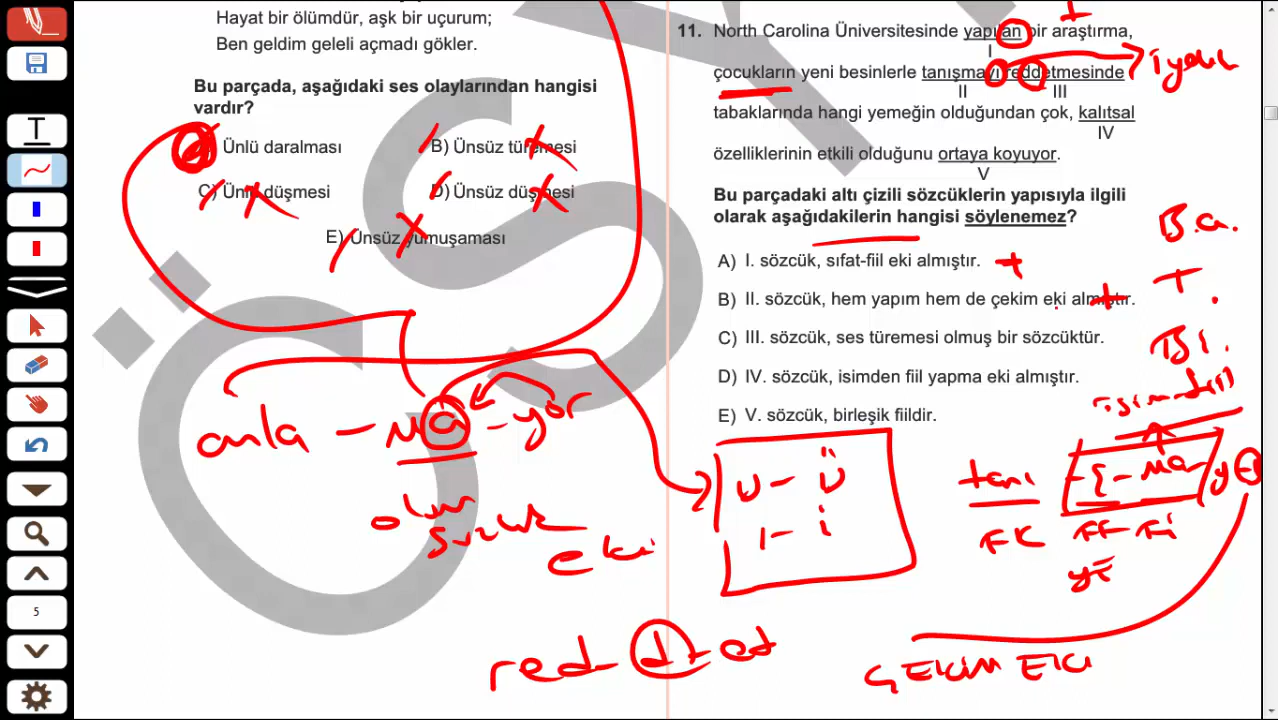 Hayat bir ölümdür, aşk bir uçurum;
Ben geldim geleli açmadı gökler.
Bu parçada, aşağıdaki ses olaylarından hangisi
vardır?
Ünlü daralması
B) Ünsüz türemesi
C) Ünlü düşmesi
D) Ünsüz düşmesi
E) Ünsüz yumuşaması
anla - ma - yor
eki
red - d - et
11. North Carolina Üniversitesinde yapılan bir araştırma,
I
çocukların yeni besinlerle tanışmayı reddetmesinde
II III
tabaklarında hangi yemeğin olduğundan çok, kalıtsal
IV
özelliklerinin etkili olduğunu ortaya koyuyor.
V
Bu parçadaki altı çizili sözcüklerin yapısıyla ilgili
olarak aşağıdakilerin hangisi söylenemez?
A) I. sözcük, sıfat-fiil eki almıştır.
B) II. sözcük, hem yapım hem de çekim eki almıştır.
C) III. sözcük, ses türemesi olmuş bir sözcüktür.
D) IV. sözcük, isimden fiil yapma eki almıştır.
E) V. sözcük, birleşik fiildir.
U - Ü
I - İ
tanı - ş - ma - y ı
FK FF Fİ
YE
ÇEKİM EKİ
T
5